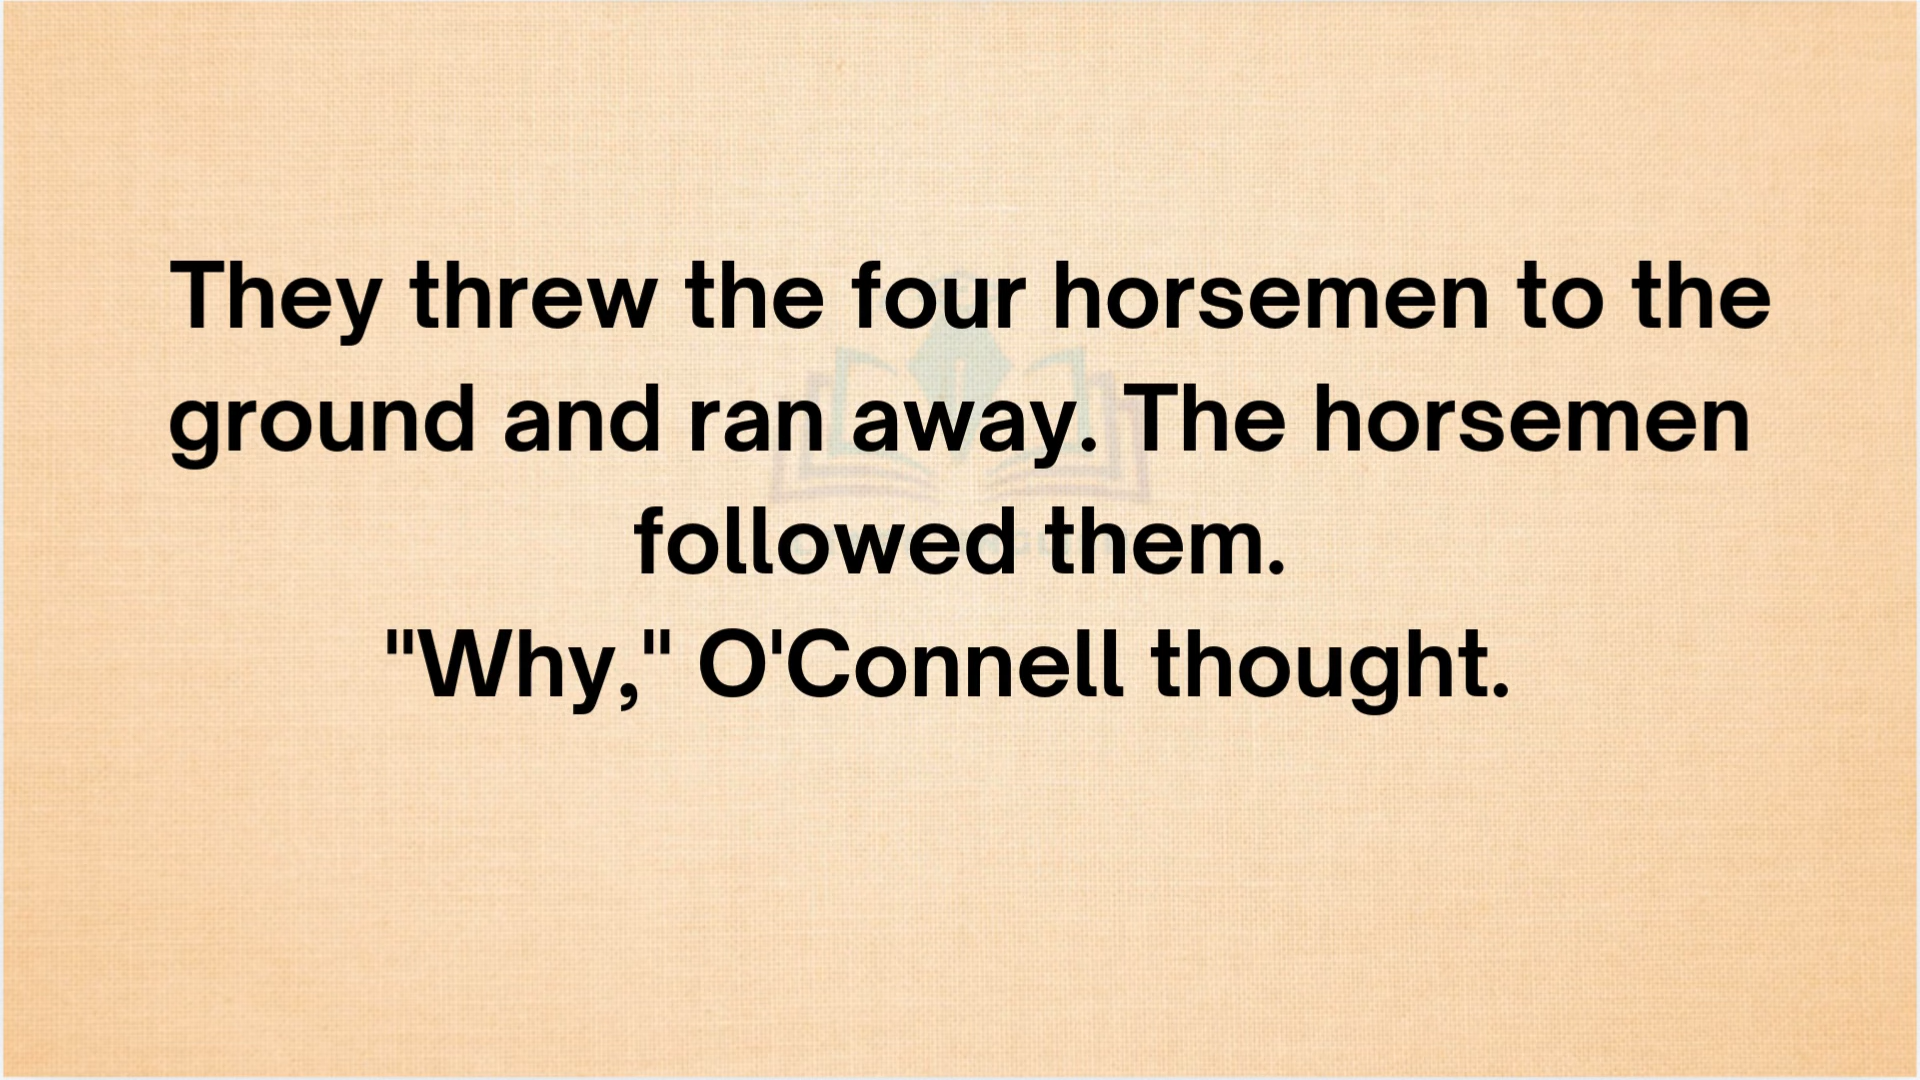 They threw the four horsemen to the
ground and ran away. The horsemen
followed them.
"Why," O'Connell thought.